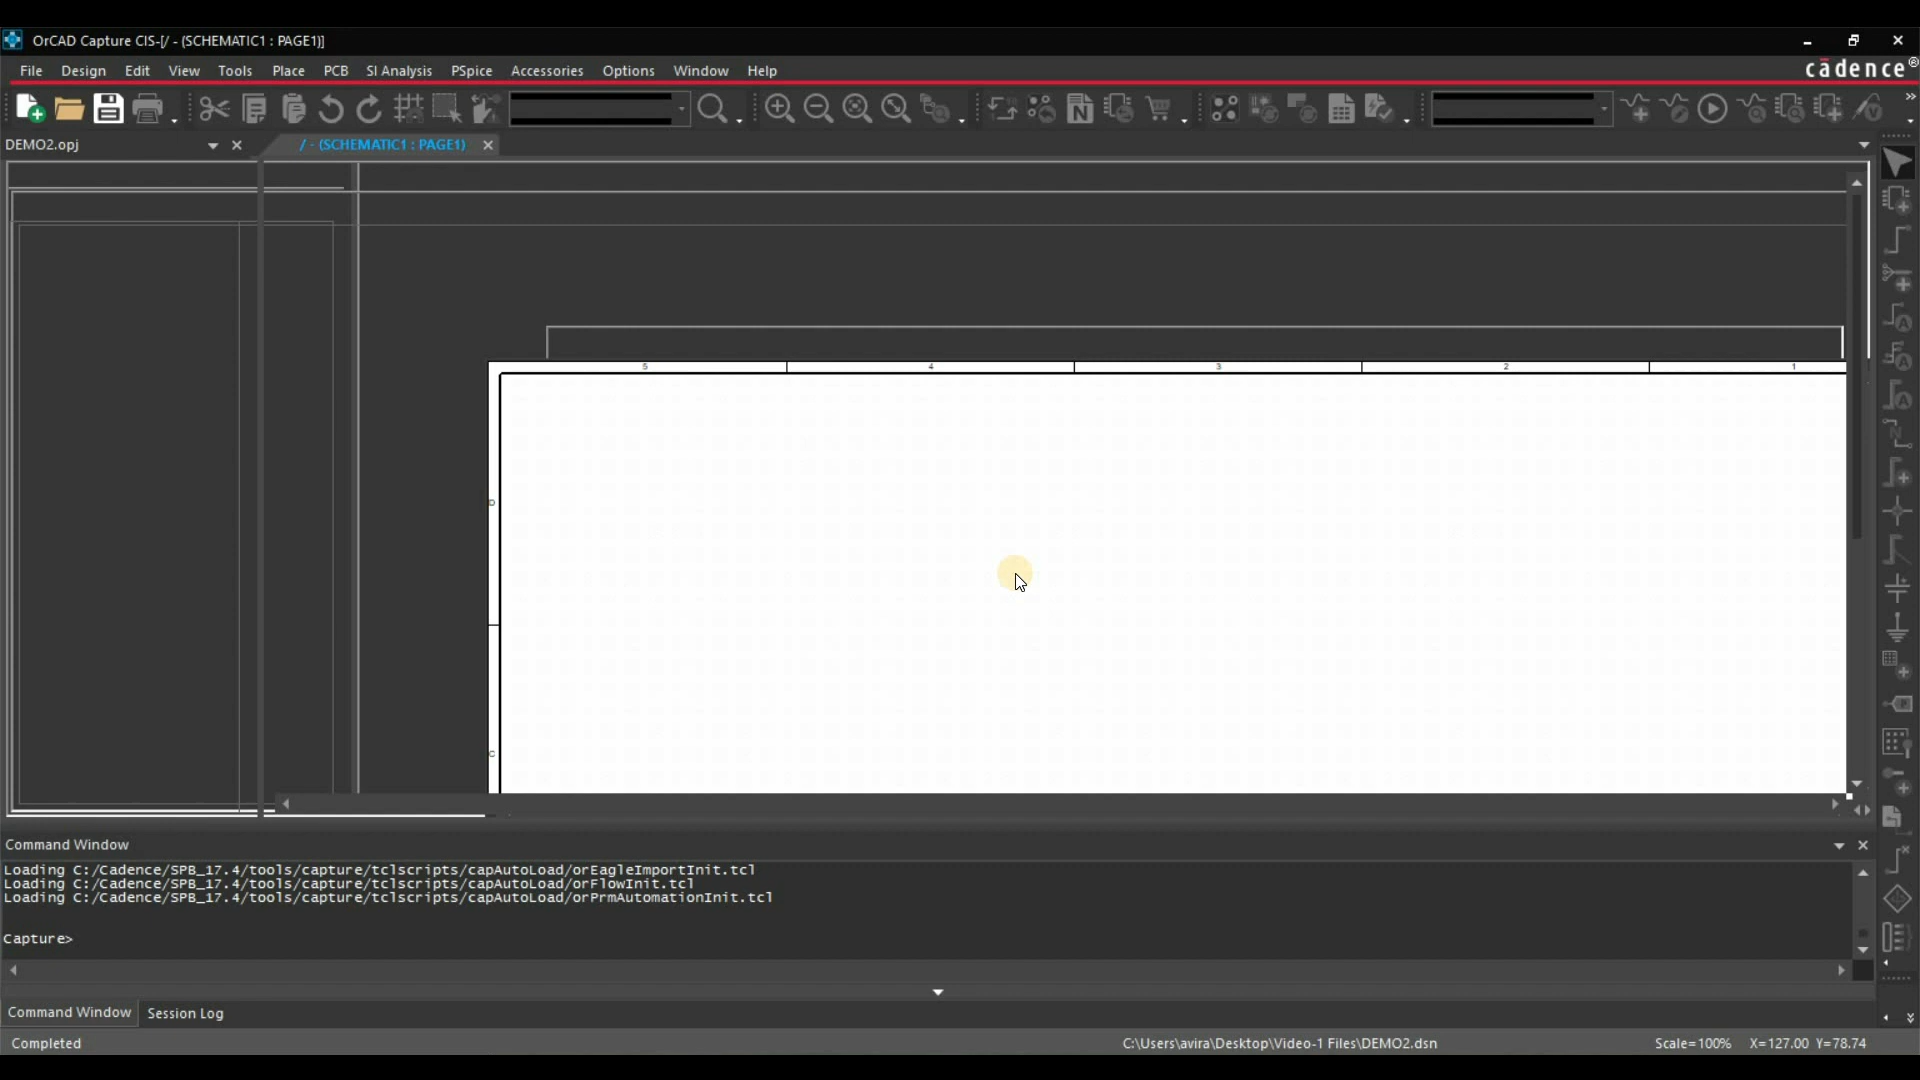 OrCAD Capture CIS-[/ - (SCHEMATIC1 : PAGE1)]
File Design Edit View Tools Place PCB SI Analysis PSpice Accessories Options Window Help
cādence®
DEMO2.opj
/ - (SCHEMATIC1 : PAGE1)
5 4 3 2 1
D
C
Command Window
Loading C:/Cadence/SPB_17.4/tools/capture/tclscripts/capAutoLoad/orEagleImportInit.tcl
Loading C:/Cadence/SPB_17.4/tools/capture/tclscripts/capAutoLoad/orFlowInit.tcl
Loading C:/Cadence/SPB_17.4/tools/capture/tclscripts/capAutoLoad/orPrmAutomationInit.tcl
Capture>
Command Window Session Log
Completed C:\Users\avira\Desktop\Video-1 Files\DEMO2.dsn Scale=100% X=127.00 Y=78.74